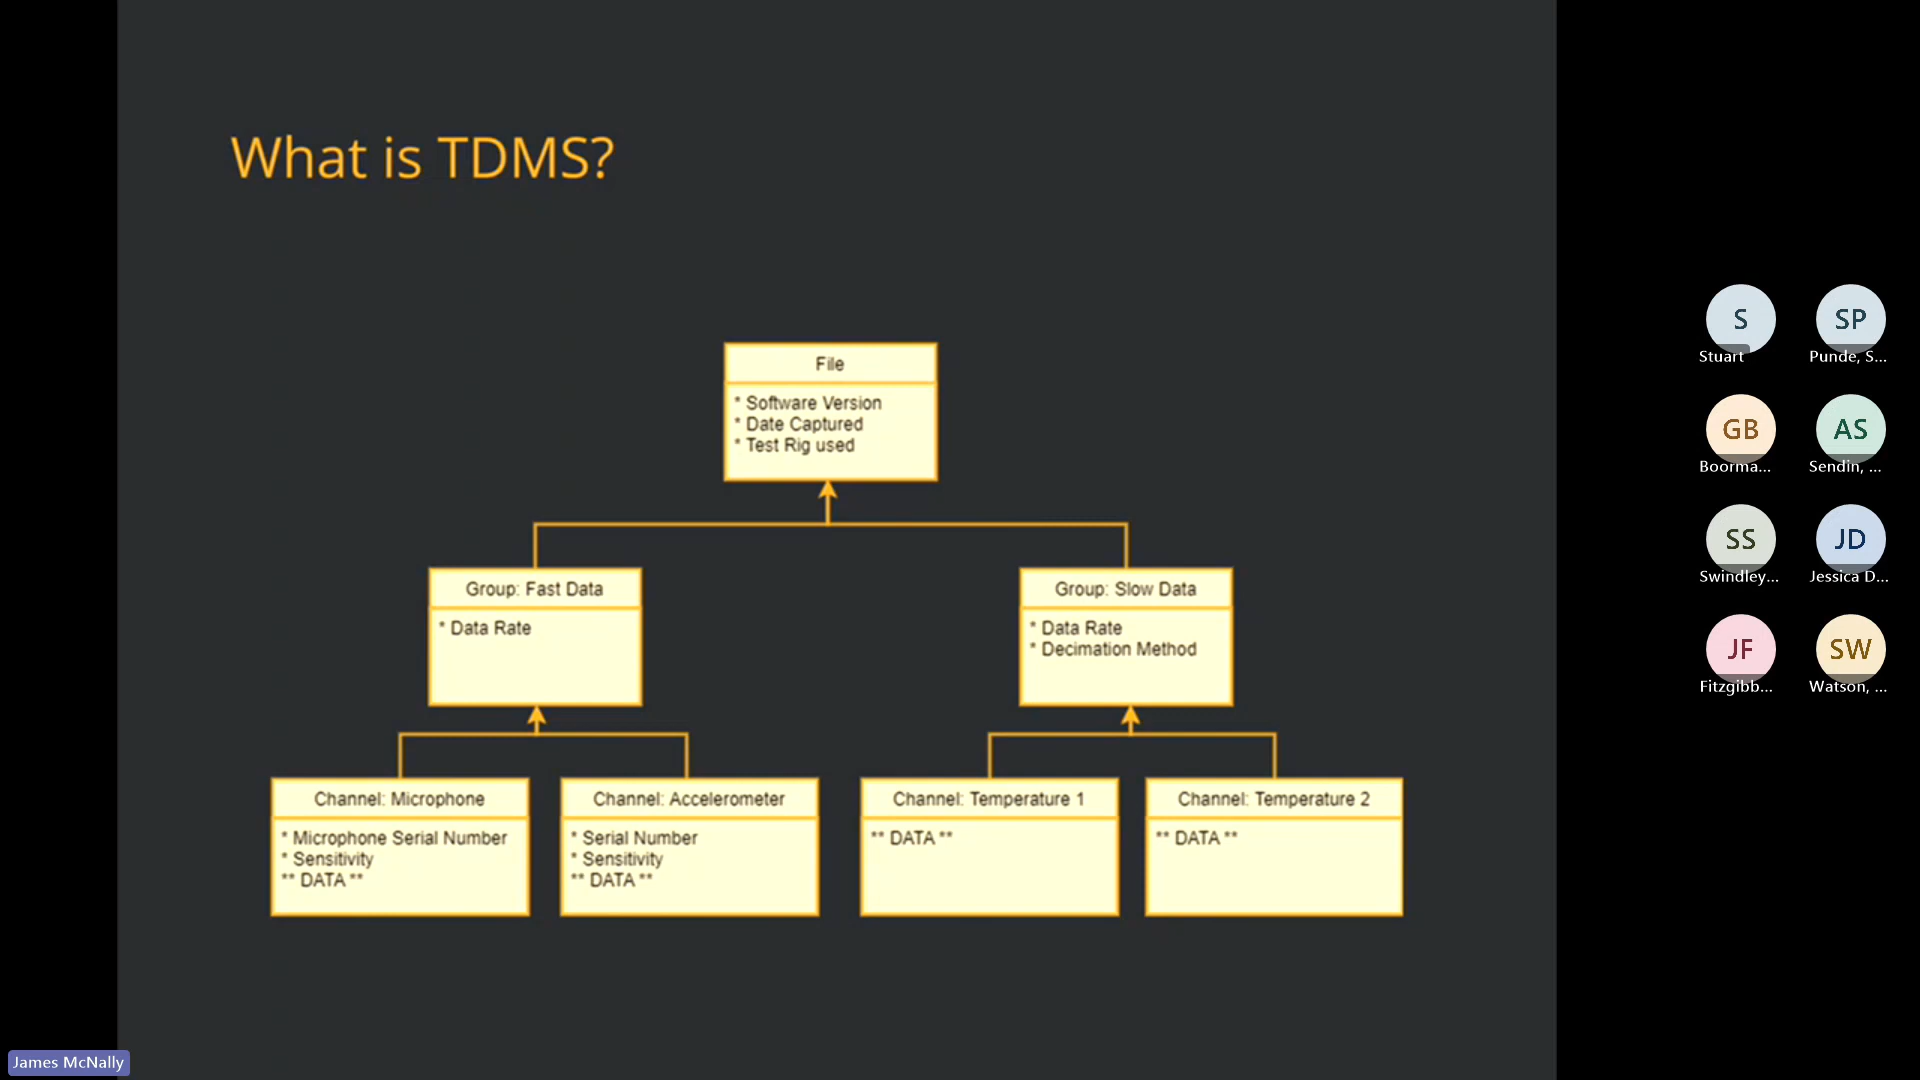 What is TDMS?
File
* Software Version
* Date Captured
* Test Rig used
Group: Fast Data
* Data Rate
Group: Slow Data
* Data Rate
* Decimation Method
Channel: Microphone
* Microphone Serial Number
* Sensitivity
** DATA **
Channel: Accelerometer
* Serial Number
* Sensitivity
** DATA **
Channel: Temperature 1
** DATA **
Channel: Temperature 2
** DATA **
S
Stuart
SP
Punde, S...
GB
Boorma...
AS
Sendin, ...
SS
Swindley...
JD
Jessica D...
JF
Fitzgibb...
SW
Watson, ...
James McNally